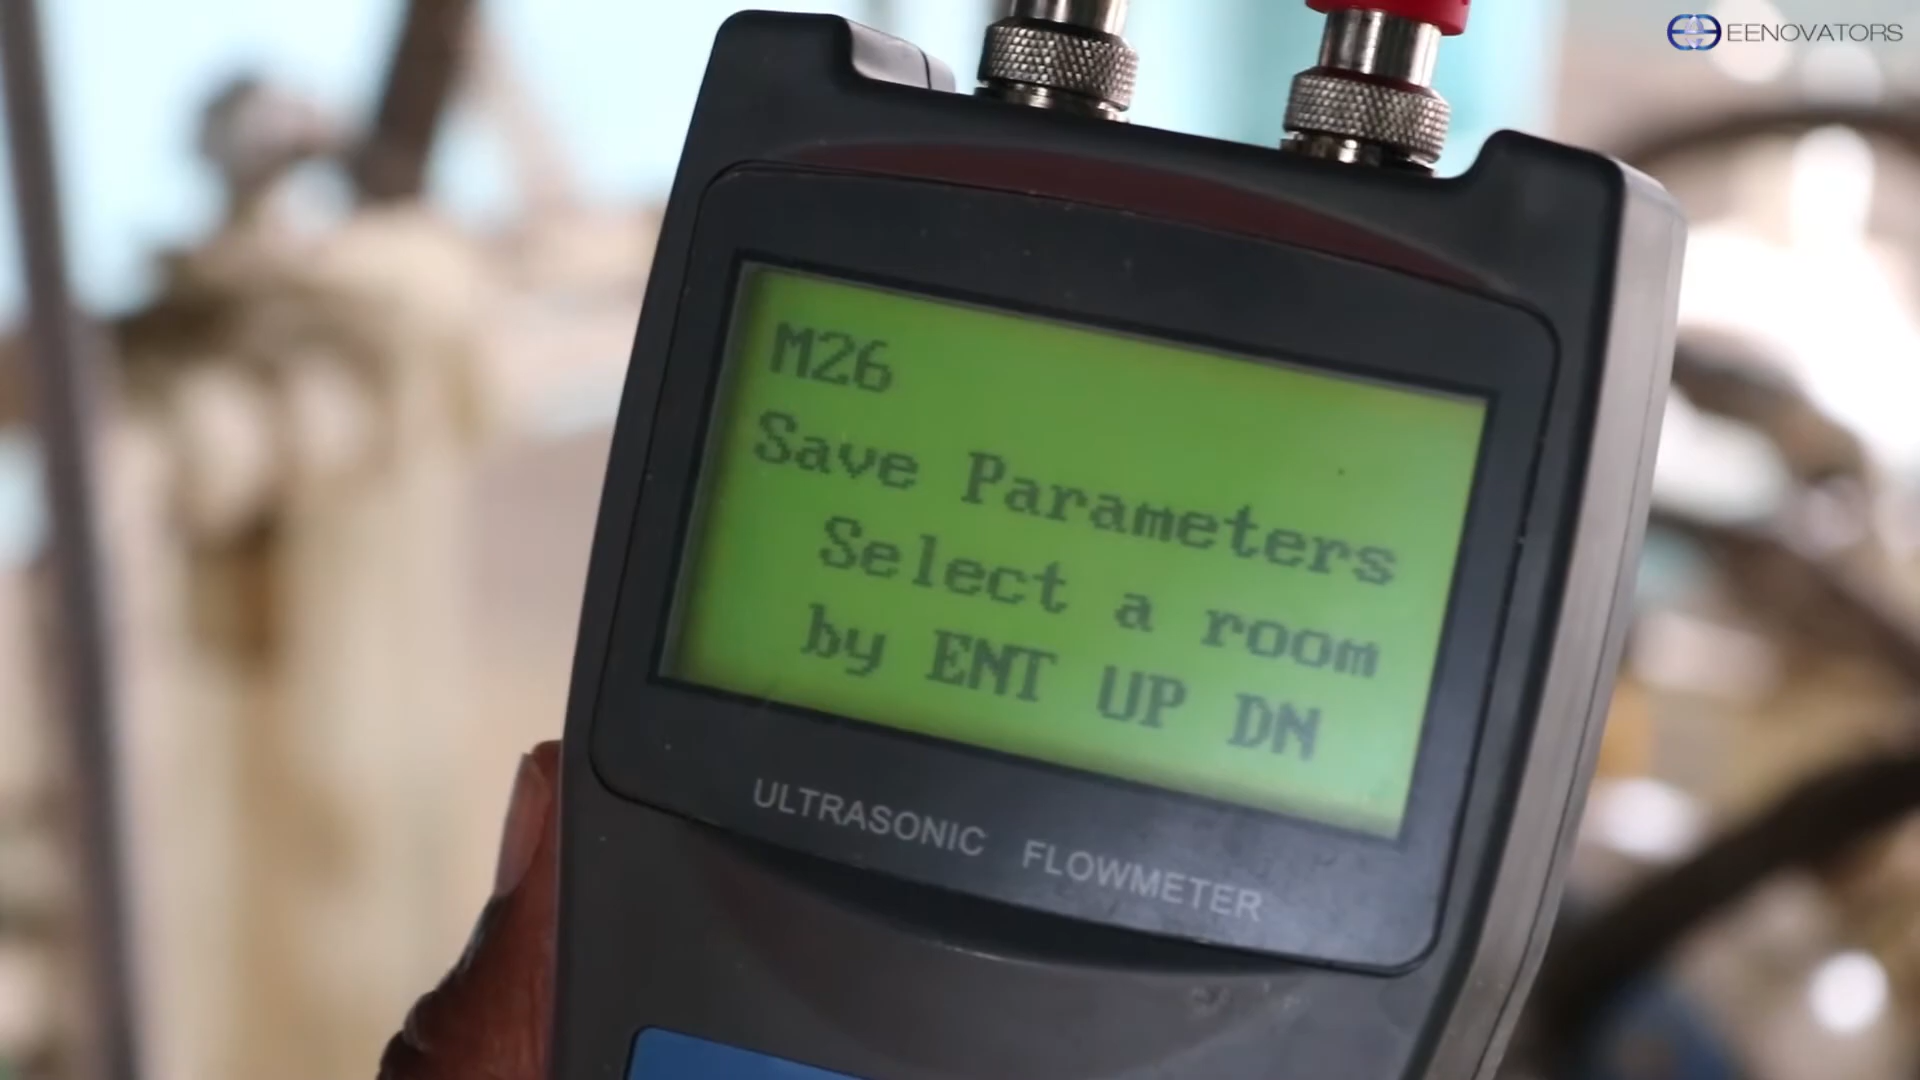 EENOVATORS
M26
Save Parameters
Select a room
by ENT UP DN
ULTRASONIC FLOWMETER